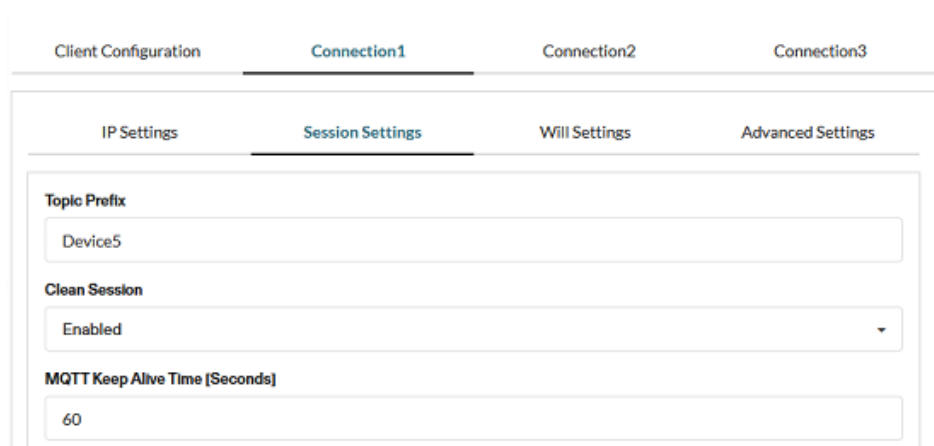 Client Configuration Connection1 Connection2 Connection3
IP Settings Session Settings Will Settings Advanced Settings
Topic Prefix
Device5
Clean Session
Enabled
MQTT Keep Alive Time [Seconds]
60